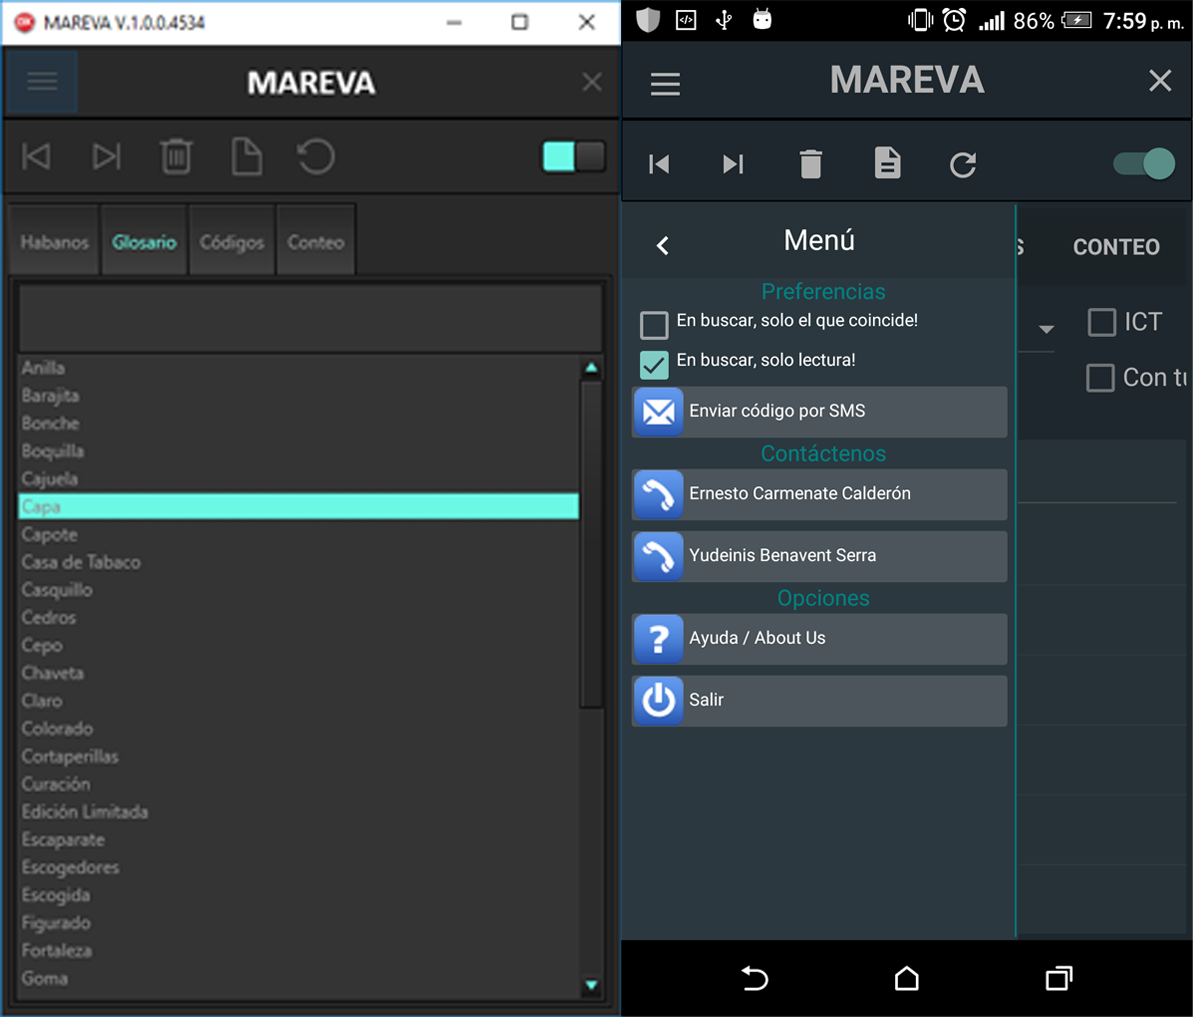 MAREVA V.1.0.0.4534
MAREVA
Habanos Glosario Códigos Conteo
Anilla
Barajita
Bonche
Boquilla
Cajuela
Capa
Capote
Casa de Tabaco
Casquillo
Cedros
Cepo
Chaveta
Claro
Colorado
Cortaperillas
Curación
Edición Limitada
Escaparate
Escogedores
Escogida
Figurado
Fortaleza
Goma
86% 7:59 p. m.
MAREVA
Menú
S CONTEO
Preferencias
En buscar, solo el que coincide!
ICT
En buscar, solo lectura!
Con tu
Enviar código por SMS
Contáctenos
Ernesto Carmenate Calderón
Yudeinis Benavent Serra
Opciones
Ayuda / About Us
Salir